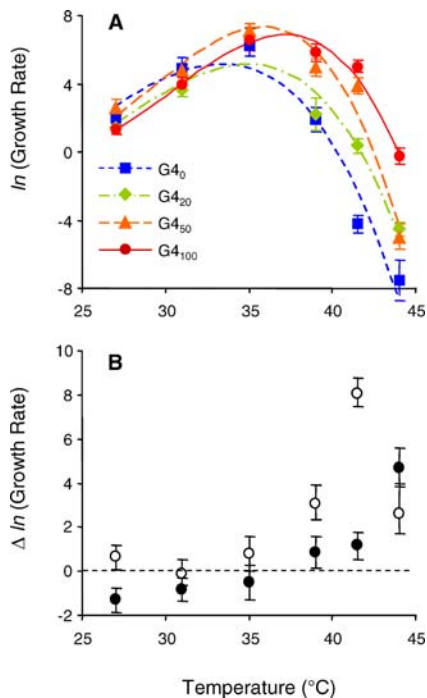 A
8
4
0
-4
-8
ln (Growth Rate)
G4₀
G4₂₀
G4₅₀
G4₁₀₀
25 30 35 40 45
B
10
8
6
4
2
0
-2
Δ ln (Growth Rate)
25 30 35 40 45
Temperature (°C)